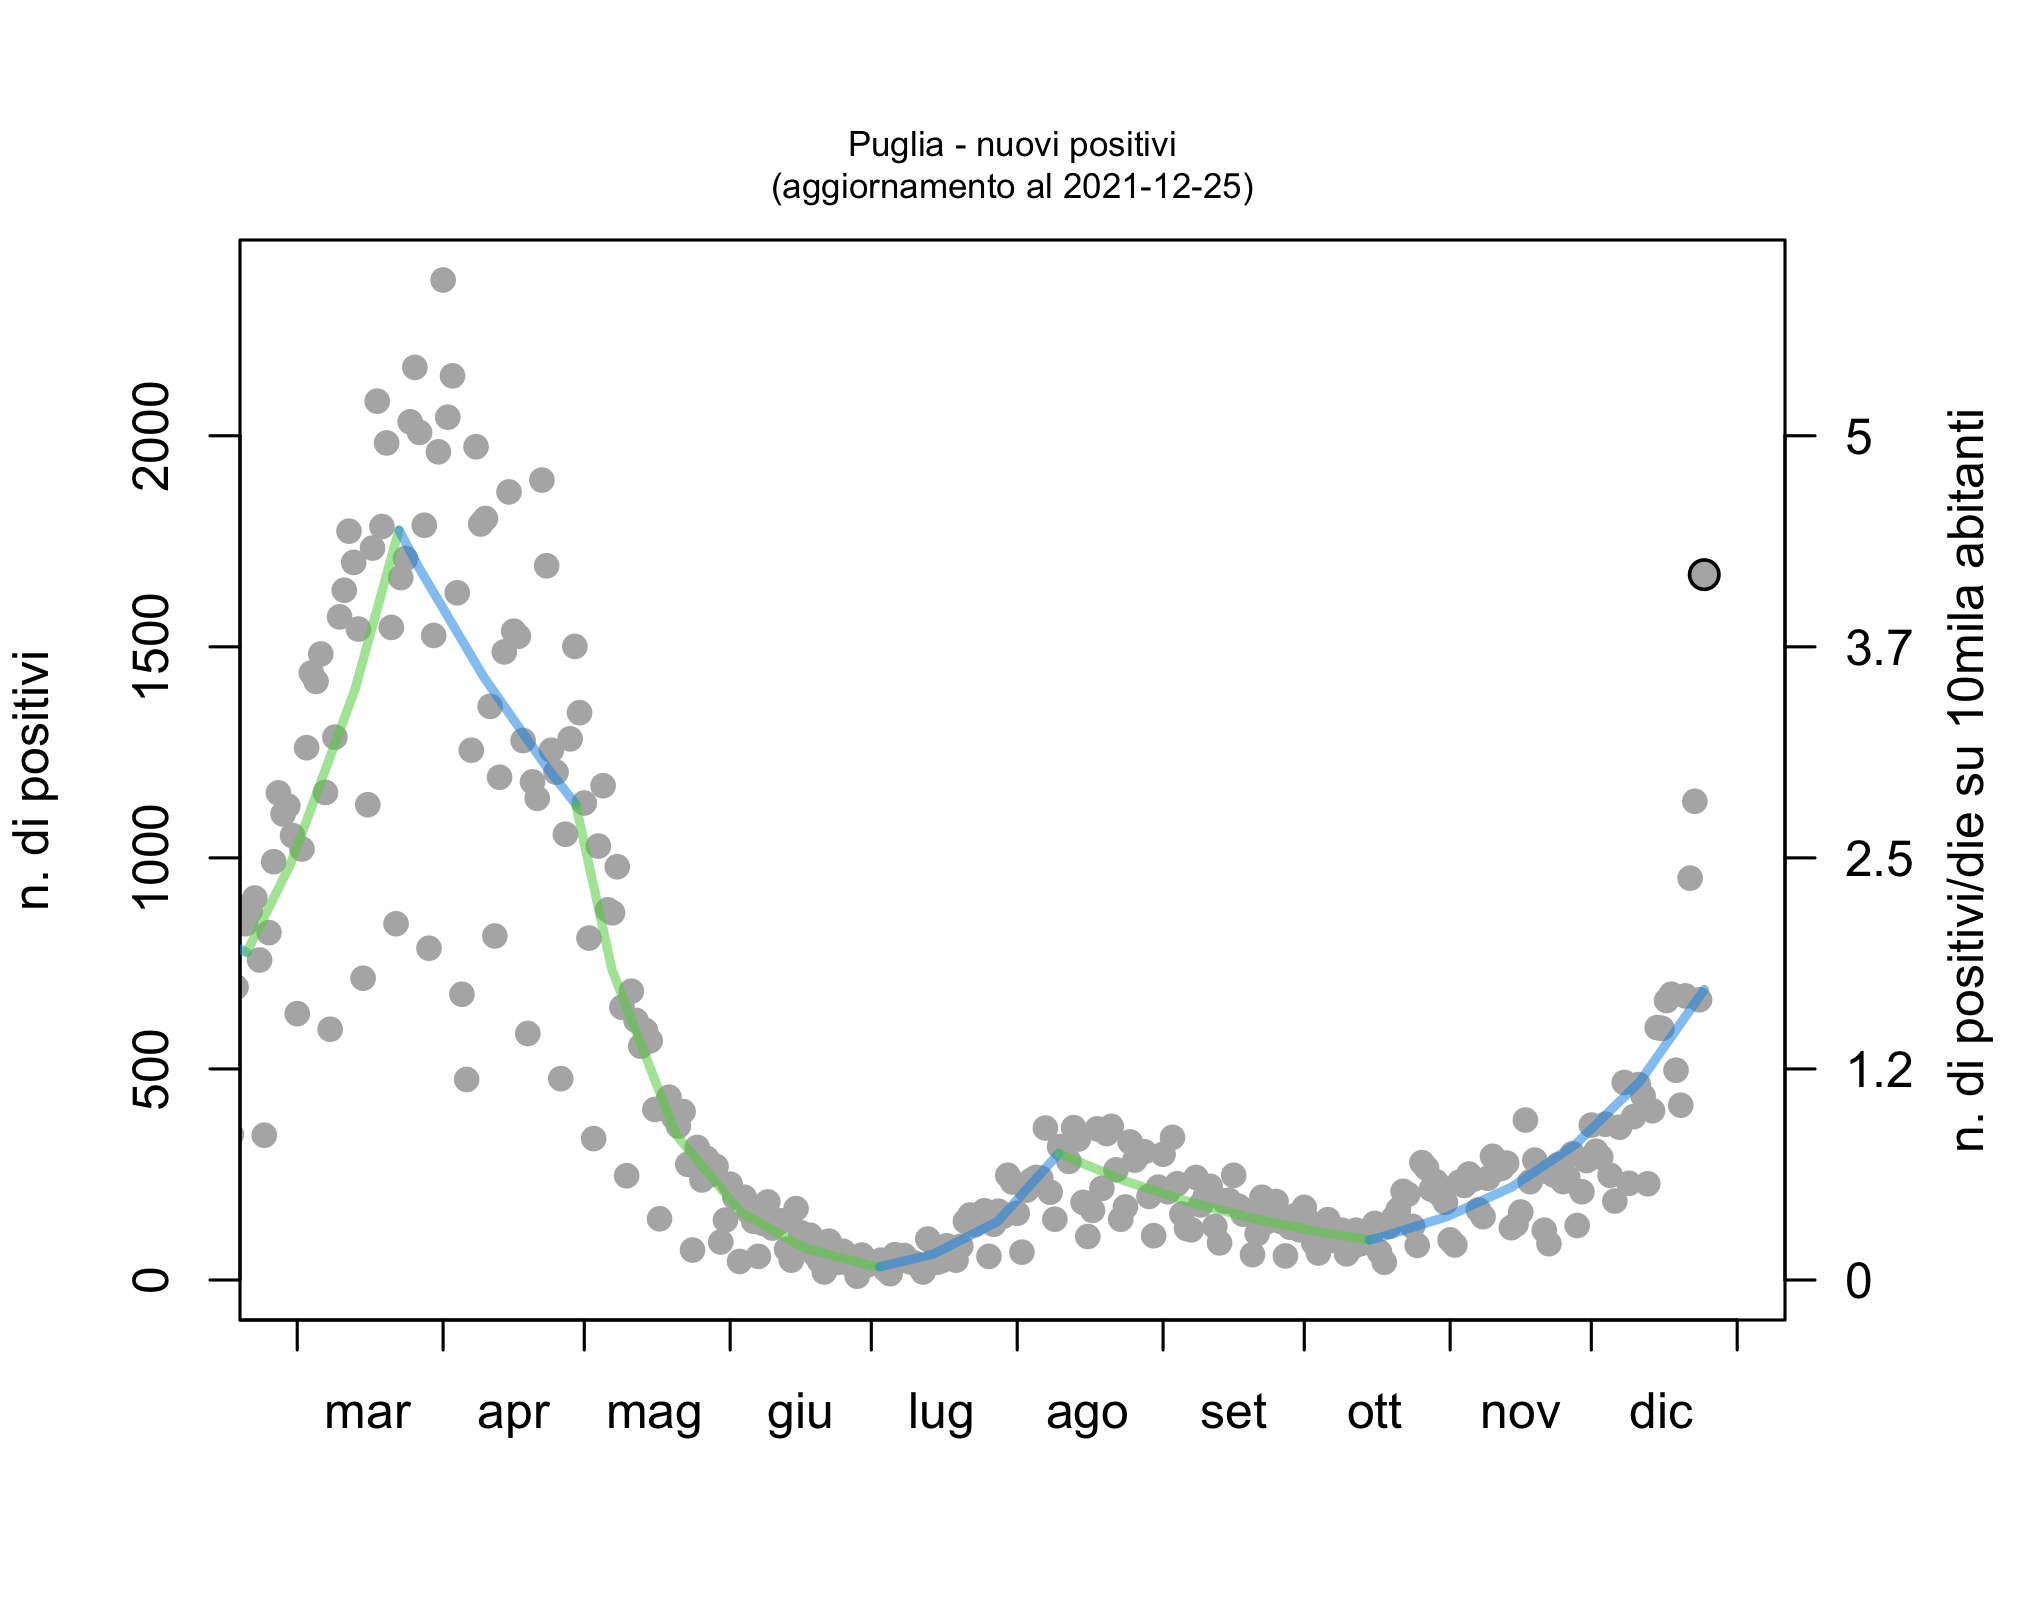 Puglia - nuovi positivi
(aggiornamento al 2021-12-25)
n. di positivi
2000
1500
1000
500
0
5
3.7
2.5
1.2
0
n. di positivi/die su 10mila abitanti
mar apr mag giu lug ago set ott nov dic